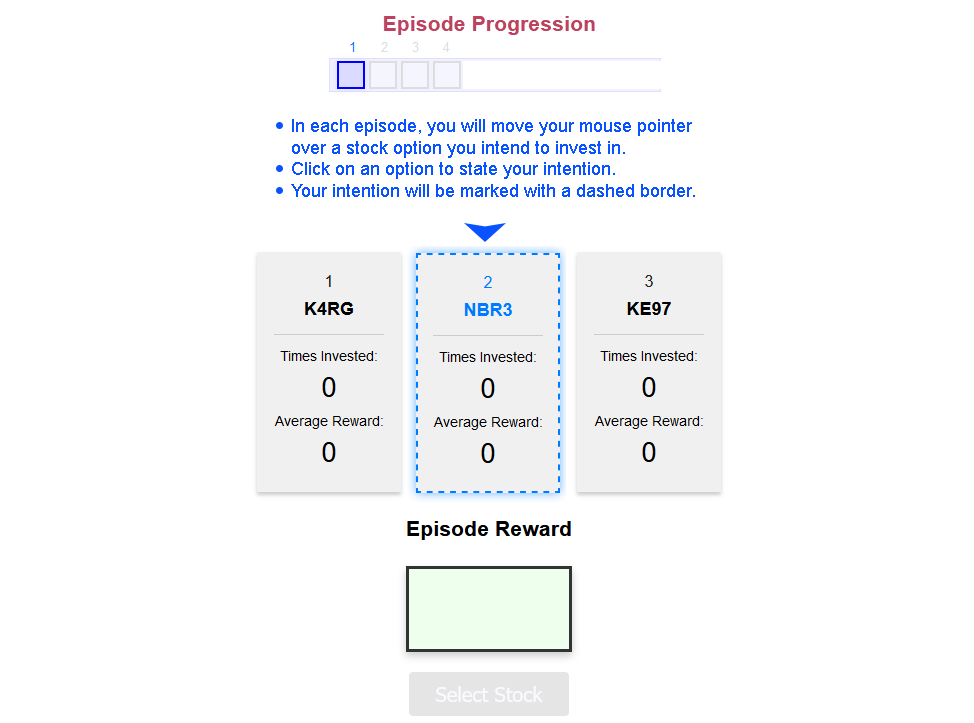 Episode Progression
1 2 3 4
• In each episode, you will move your mouse pointer
over a stock option you intend to invest in.
• Click on an option to state your intention.
• Your intention will be marked with a dashed border.
1
K4RG
Times Invested:
0
Average Reward:
0
2
NBR3
Times Invested:
0
Average Reward:
0
3
KE97
Times Invested:
0
Average Reward:
0
Episode Reward
Select Stock